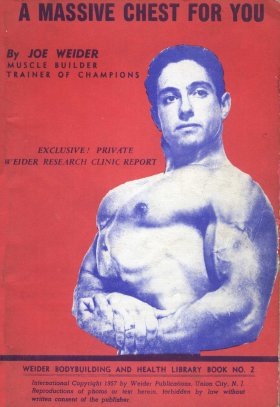 A MASSIVE CHEST FOR YOU
By JOE WEIDER
MUSCLE BUILDER
TRAINER OF CHAMPIONS
EXCLUSIVE! PRIVATE
WEIDER RESEARCH CLINIC REPORT
WEIDER BODYBUILDING AND HEALTH LIBRARY BOOK NO. 2
International Copyright 1957 by Weider Publications, Union City, N. J.
Reproductions of photos or text herein, forbidden by law without
written consent of the publisher.